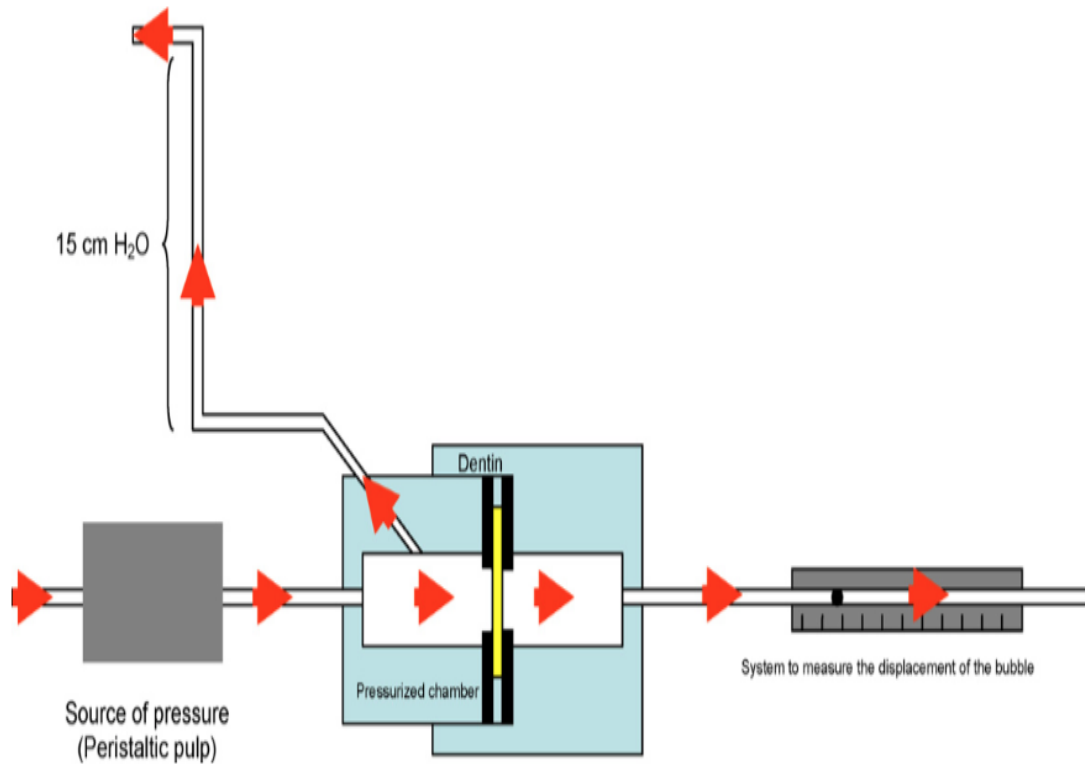 15 cm H₂O
Dentin
Pressurized chamber
System to measure the displacement of the bubble
Source of pressure
(Peristaltic pulp)